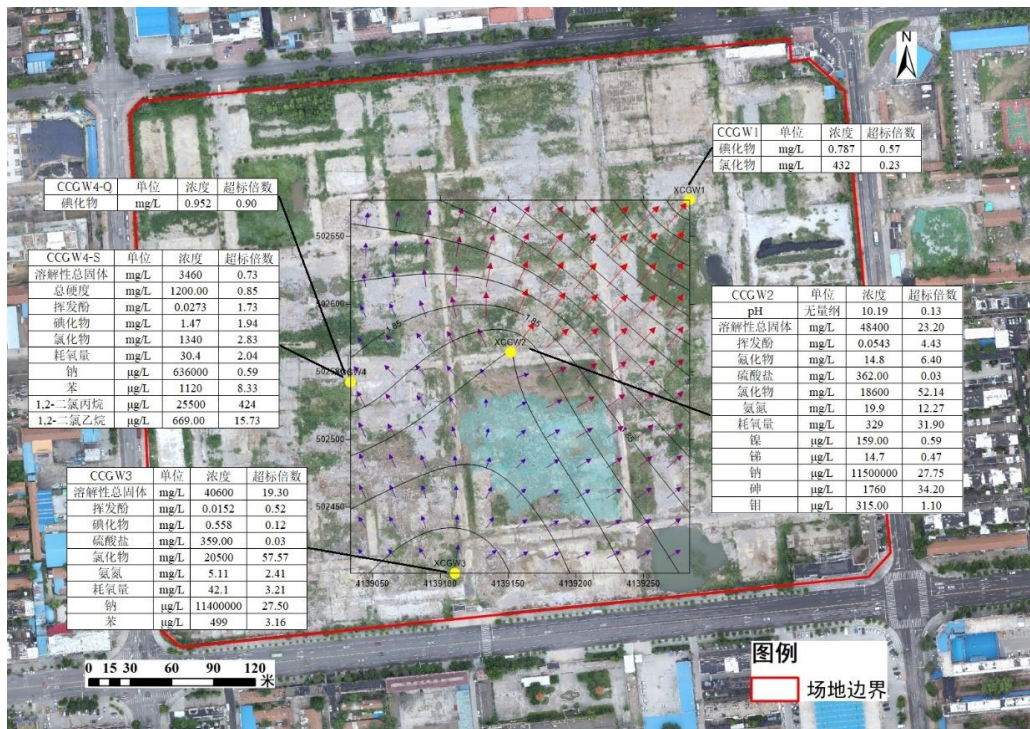 N
CCGW1 单位 浓度 超标倍数
碘化物 mg/L 0.787 0.57
氯化物 mg/L 432 0.23
XCGW1
CCGW4-Q 单位 浓度 超标倍数
碘化物 mg/L 0.952 0.90
CCGW4-S 单位 浓度 超标倍数
溶解性总固体 mg/L 3460 0.73
总硬度 mg/L 1200.00 0.85
挥发酚 mg/L 0.0273 1.73
碘化物 mg/L 1.47 1.94
氯化物 mg/L 1340 2.83
耗氧量 mg/L 30.4 2.04
钠 μg/L 636000 0.59
苯 μg/L 1120 8.33
1,2-二氯丙烷 μg/L 25500 424
1,2-二氯乙烷 μg/L 669.00 15.73
CCGW2 单位 浓度 超标倍数
pH 无量纲 10.19 0.13
溶解性总固体 mg/L 48400 23.20
挥发酚 mg/L 0.0543 4.43
氟化物 mg/L 14.8 6.40
硫酸盐 mg/L 362.00 0.03
氯化物 mg/L 18600 52.14
氨氮 mg/L 19.9 12.27
耗氧量 mg/L 329 31.90
镍 μg/L 159.00 0.59
锑 μg/L 14.7 0.47
钠 μg/L 11500000 27.75
砷 μg/L 1760 34.20
钼 μg/L 315.00 1.10
CCGW3 单位 浓度 超标倍数
溶解性总固体 mg/L 40600 19.30
挥发酚 mg/L 0.0152 0.52
碘化物 mg/L 0.558 0.12
硫酸盐 mg/L 359.00 0.03
氯化物 mg/L 20500 57.57
氨氮 mg/L 5.11 2.41
耗氧量 mg/L 42.1 3.21
钠 μg/L 11400000 27.50
苯 μg/L 499 3.16
502650
502600
502500
502450
1.85
1.85
XCGW2
XCGW3
4139050 4139100 4139150 4139200 4139250
0 15 30 60 90 120
米
图例
场地边界